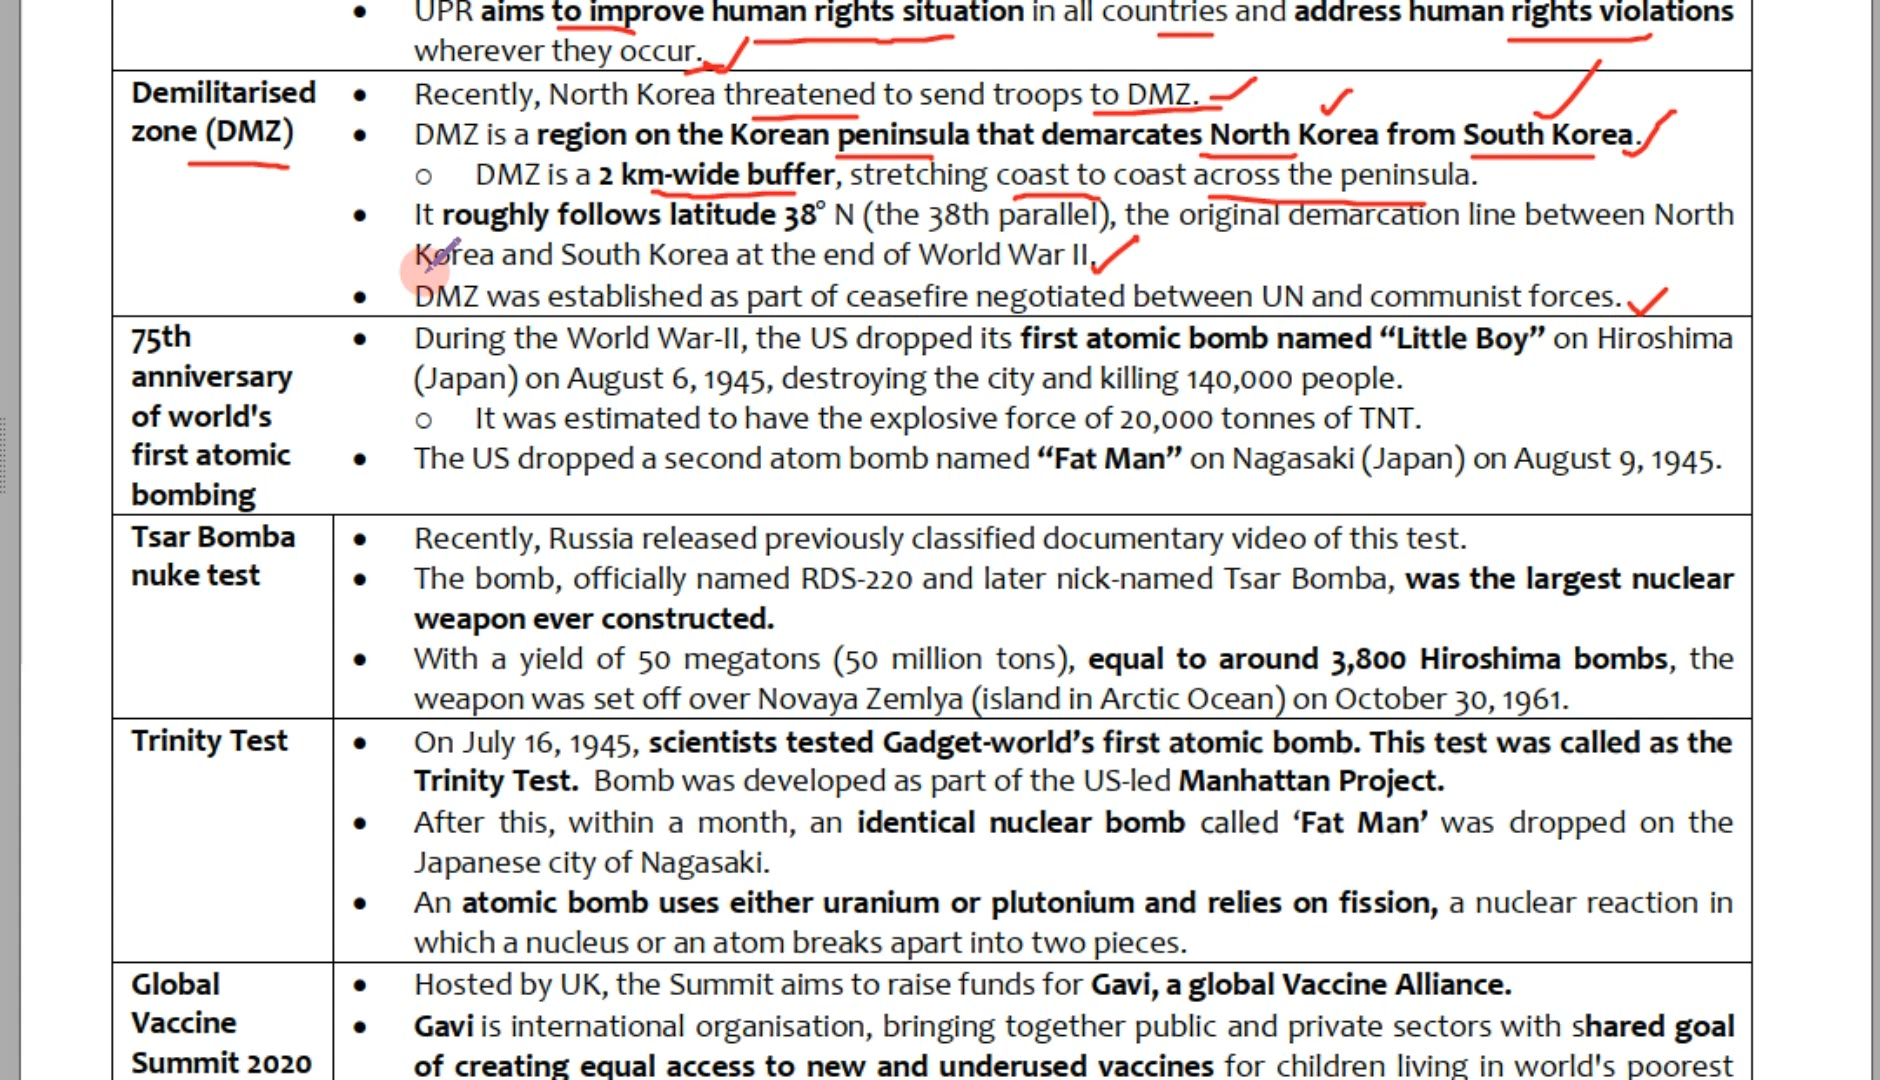 • UPR aims to improve human rights situation in all countries and address human rights violations
wherever they occur.
Demilitarised
zone (DMZ)
• Recently, North Korea threatened to send troops to DMZ.
• DMZ is a region on the Korean peninsula that demarcates North Korea from South Korea.
o DMZ is a 2 km-wide buffer, stretching coast to coast across the peninsula.
• It roughly follows latitude 38° N (the 38th parallel), the original demarcation line between North
Korea and South Korea at the end of World War II.
• DMZ was established as part of ceasefire negotiated between UN and communist forces.
75th
anniversary
of world's
first atomic
bombing
• During the World War-II, the US dropped its first atomic bomb named “Little Boy” on Hiroshima
(Japan) on August 6, 1945, destroying the city and killing 140,000 people.
o It was estimated to have the explosive force of 20,000 tonnes of TNT.
• The US dropped a second atom bomb named “Fat Man” on Nagasaki (Japan) on August 9, 1945.
Tsar Bomba
nuke test
• Recently, Russia released previously classified documentary video of this test.
• The bomb, officially named RDS-220 and later nick-named Tsar Bomba, was the largest nuclear
weapon ever constructed.
• With a yield of 50 megatons (50 million tons), equal to around 3,800 Hiroshima bombs, the
weapon was set off over Novaya Zemlya (island in Arctic Ocean) on October 30, 1961.
Trinity Test
• On July 16, 1945, scientists tested Gadget-world’s first atomic bomb. This test was called as the
Trinity Test. Bomb was developed as part of the US-led Manhattan Project.
• After this, within a month, an identical nuclear bomb called ‘Fat Man’ was dropped on the
Japanese city of Nagasaki.
• An atomic bomb uses either uranium or plutonium and relies on fission, a nuclear reaction in
which a nucleus or an atom breaks apart into two pieces.
Global
Vaccine
Summit 2020
• Hosted by UK, the Summit aims to raise funds for Gavi, a global Vaccine Alliance.
• Gavi is international organisation, bringing together public and private sectors with shared goal
of creating equal access to new and underused vaccines for children living in world's poorest